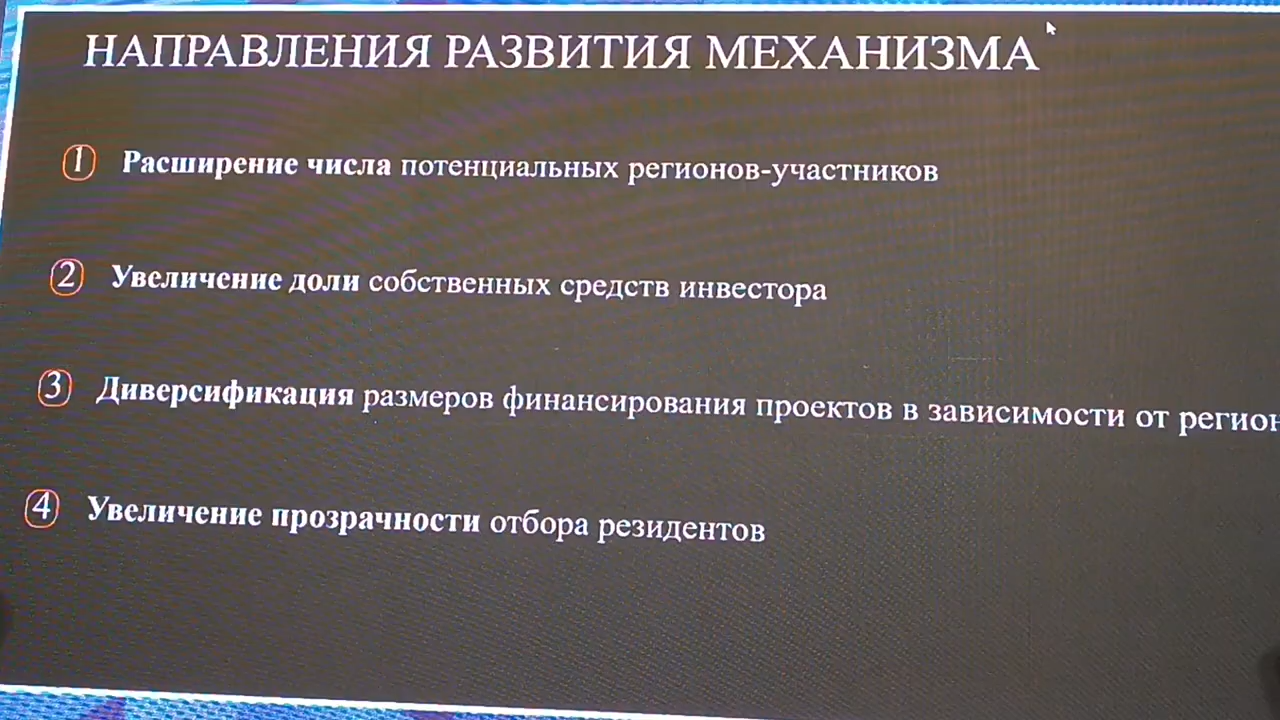 НАПРАВЛЕНИЯ РАЗВИТИЯ МЕХАНИЗМА
1 Расширение числа потенциальных регионов-участников
2 Увеличение доли собственных средств инвестора
3 Диверсификация размеров финансирования проектов в зависимости от регион
4 Увеличение прозрачности отбора резидентов